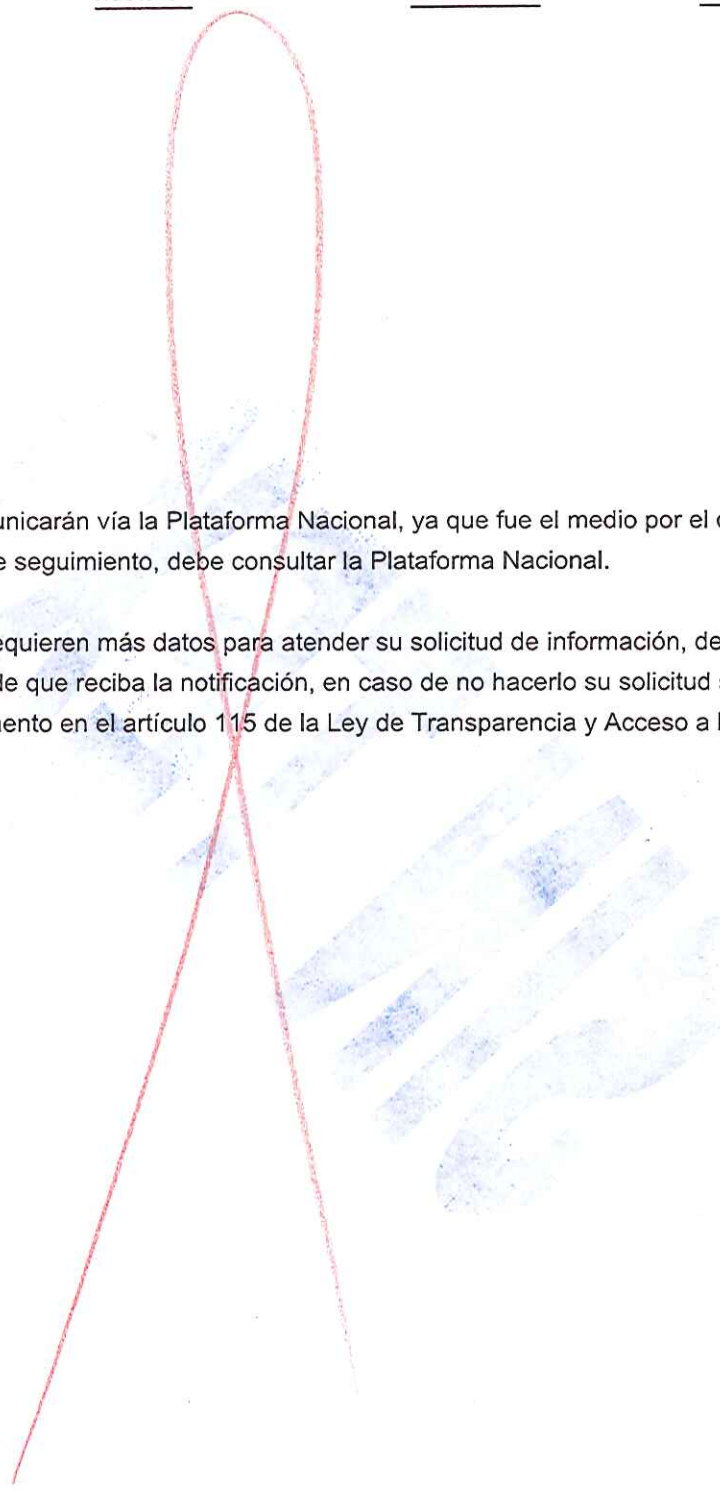 unicarán vía la Plataforma Nacional, ya que fue el medio por el
e seguimiento, debe consultar la Plataforma Nacional.
equieren más datos para atender su solicitud de información, de
de que reciba la notificación, en caso de no hacerlo su solicitud
mento en el artículo 115 de la Ley de Transparencia y Acceso a